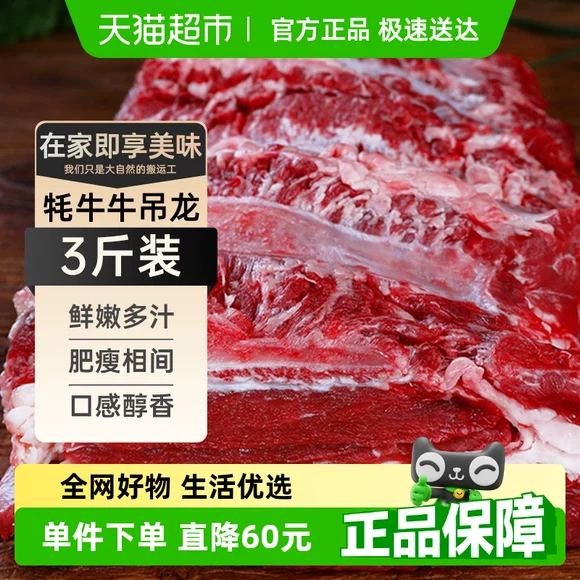 天猫超市 官方正品 极速送达
在家即享美味
我们只是大自然的搬运工
牦牛牛吊龙
3斤装
鲜嫩多汁
肥瘦相间
口感醇香
全网好物 生活优选
单件下单 直降60元
正品保障